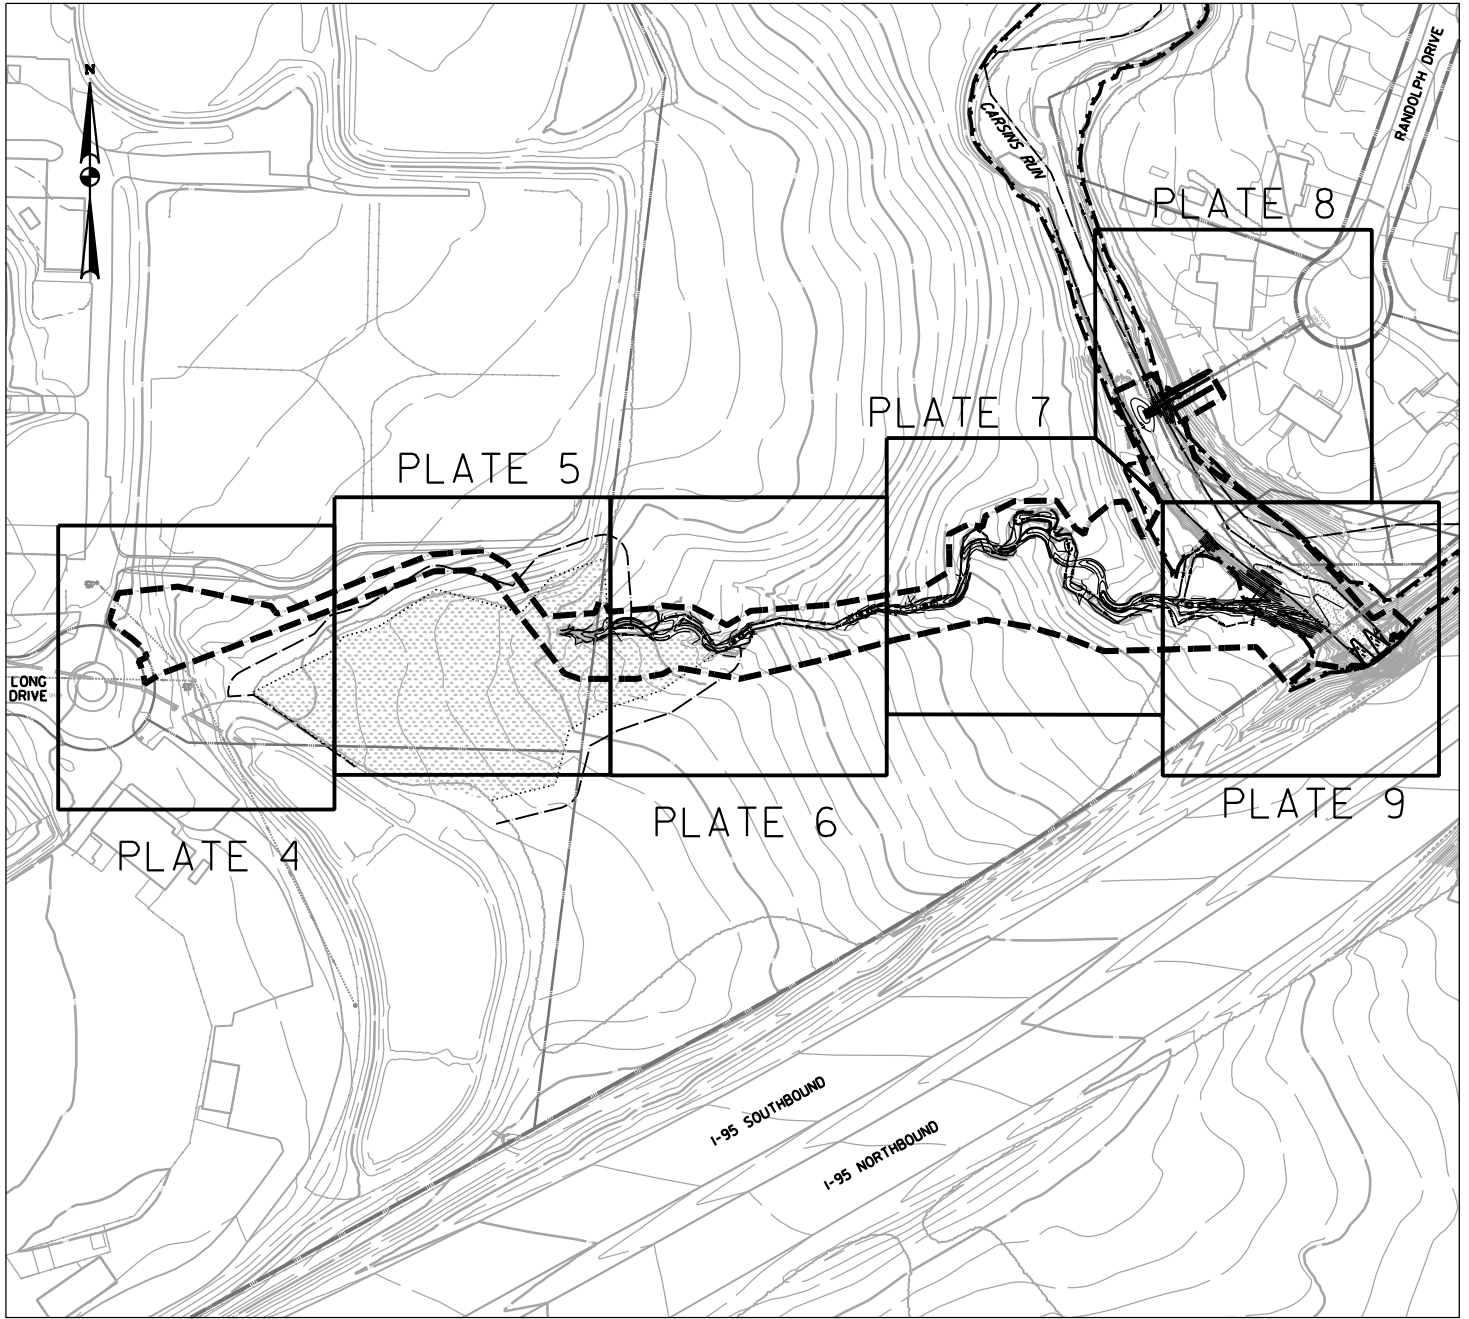 RANDOLPH DRIVE
N
CARSINS RUN
PLATE 8
PLATE 7
PLATE 5
LONG
DRIVE
PLATE 9
PLATE 6
PLATE 4
I-95 SOUTHBOUND
I-95 NORTHBOUND